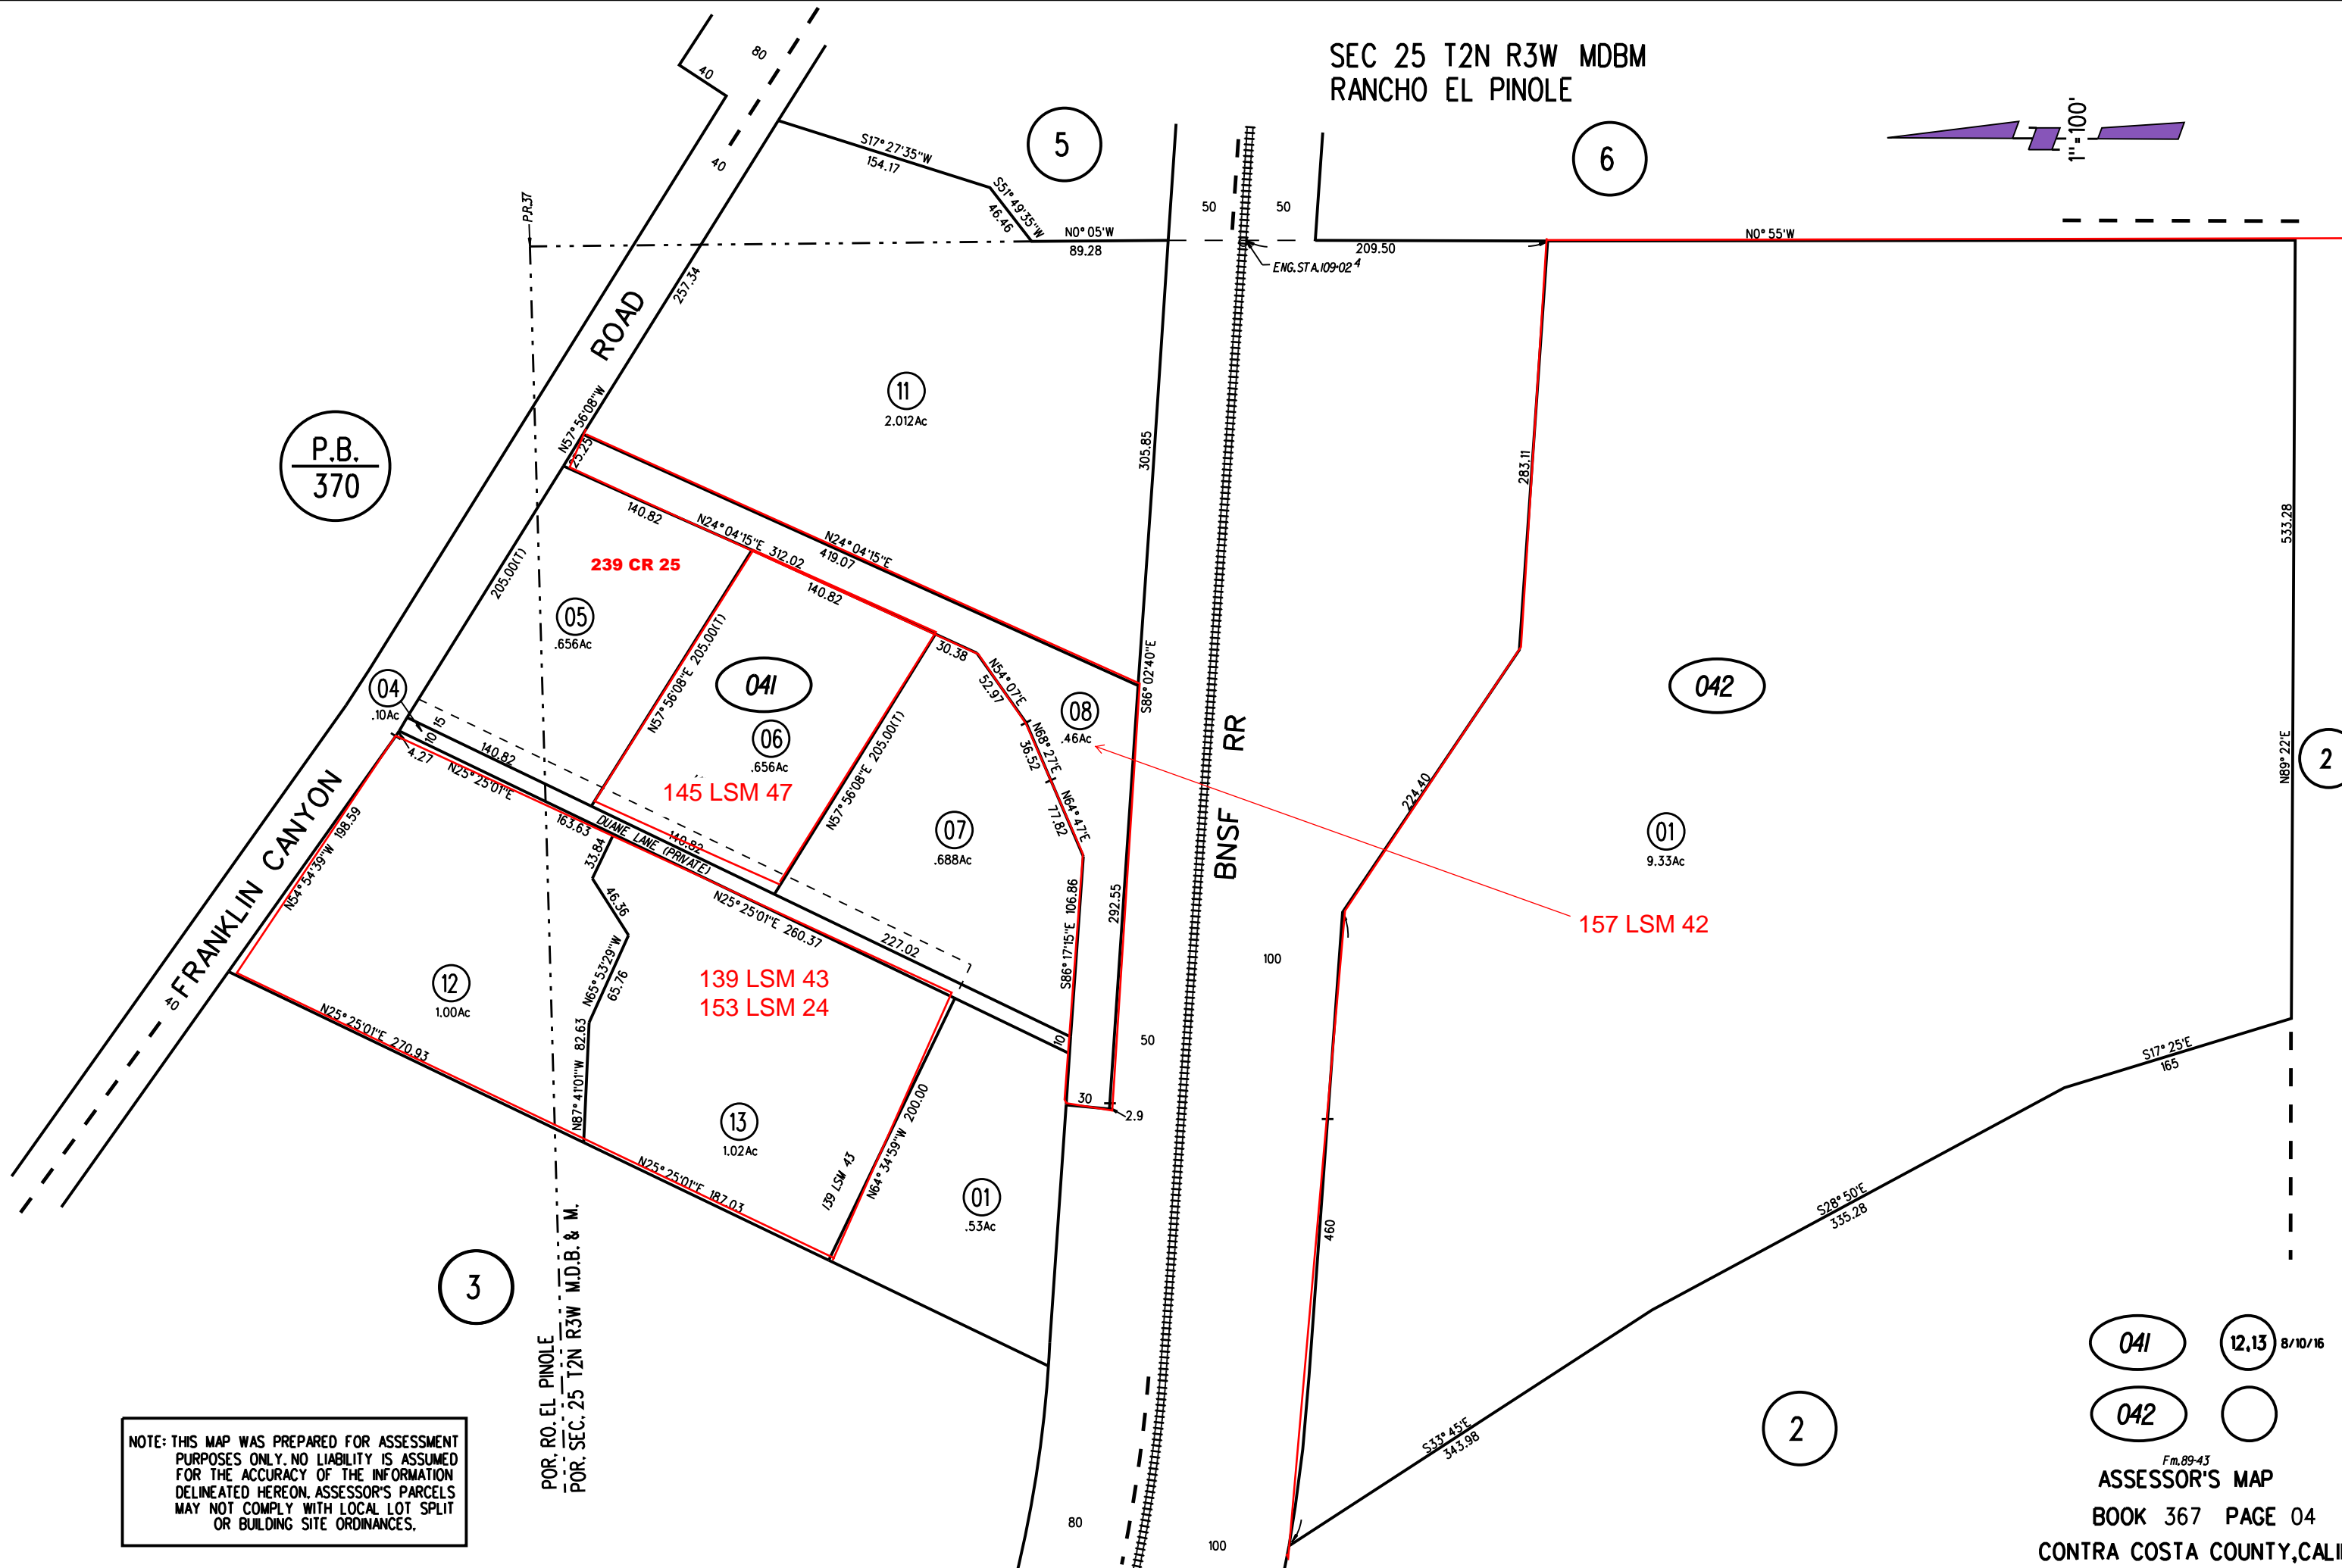 SEC 25 T2N R3W MDBM
RANCHO EL PINOLE
1"=100'
5
6
80
40
40
S17°27'35"W
154.17
S51°49'35"W
46.46
N0°05'W
89.28
P.R.37
50
50
ENG.STA.109+02⁴
209.50
N0°55'W
257.34
ROAD
11
2.012Ac
305.85
283.11
533.28
P.B.
370
N57°56'08"W
25.25
140.82
N24°04'15"E 312.02
N24°04'15"E
419.07
140.82
239 CR 25
205.00(T)
05
.656Ac
N57°56'08"E 205.00(T)
041
06
.656Ac
145 LSM 47
N57°56'08"E 205.00(T)
30.38
N54°07'E
52.97
N68°27'E
36.52
N64°47'E
77.82
08
.46Ac
S86°02'40"E
042
N89°22'E
2
04
.10Ac
15
10
4.27
140.82
N25°25'01"E
163.63
DUANE LANE (PRIVATE)
140.82
07
.688Ac
BNSF RR
224.40
01
9.33Ac
157 LSM 42
FRANKLIN CANYON
N54°54'39"W 198.59
33.84
46.36
N65°53'29"W
65.76
N87°41'01"W 82.63
N25°25'01"E 260.37
227.02
S86°17'15"E 106.86
292.55
100
139 LSM 43
153 LSM 24
12
1.00Ac
40
N25°25'01"E 270.93
10
50
30
2.9
S17°25'E
165
13
1.02Ac
N25°25'01"E 187.03
139 LSM 43
N64°34'59"W 200.00
01
.53Ac
460
S28°50'E
335.28
3
POR. RO. EL PINOLE
POR. SEC. 25 T2N R3W M.D.B. & M.
S33°45'E
343.98
2
80
100
NOTE: THIS MAP WAS PREPARED FOR ASSESSMENT
PURPOSES ONLY. NO LIABILITY IS ASSUMED
FOR THE ACCURACY OF THE INFORMATION
DELINEATED HEREON. ASSESSOR'S PARCELS
MAY NOT COMPLY WITH LOCAL LOT SPLIT
OR BUILDING SITE ORDINANCES.
041
12,13
8/10/16
042
Fm.89-43
ASSESSOR'S MAP
BOOK 367 PAGE 04
CONTRA COSTA COUNTY,CALI